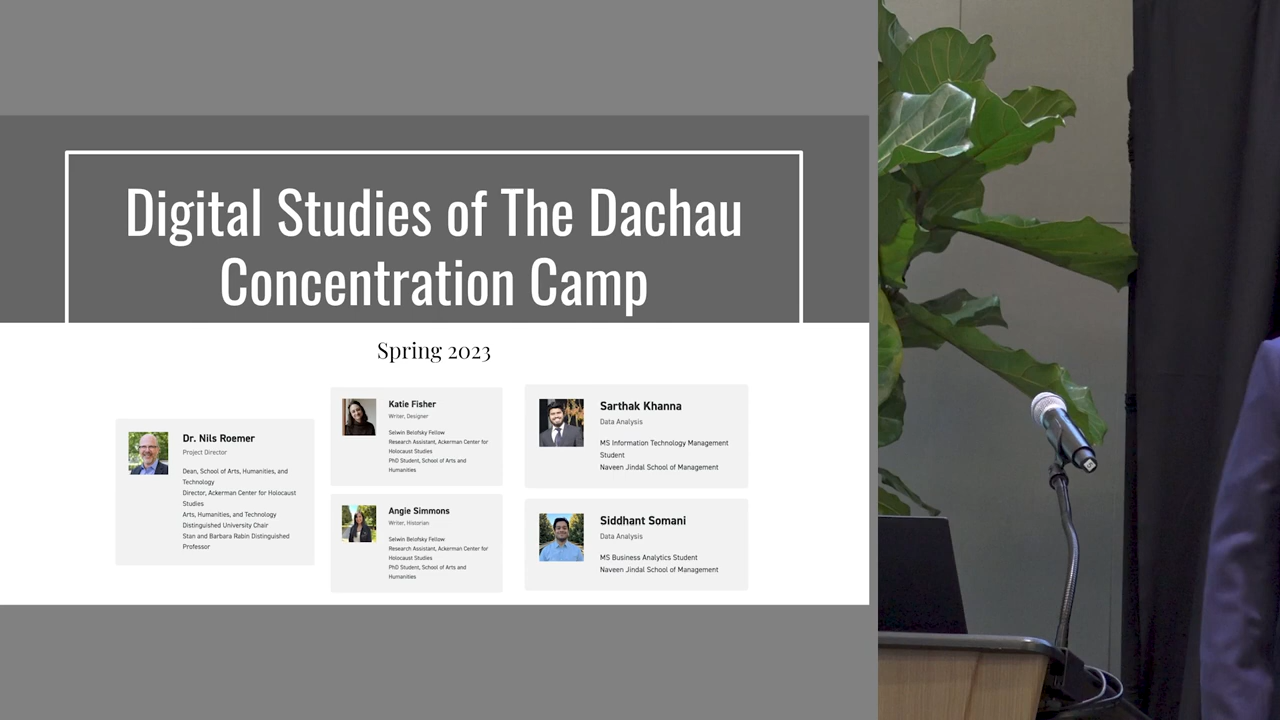 Digital Studies of The Dachau
Concentration Camp
Spring 2023
Dr. Nils Roemer
Project Director
Dean, School of Arts, Humanities, and
Technology
Director, Ackerman Center for Holocaust
Studies
Arts, Humanities, and Technology
Distinguished University Chair
Stan and Barbara Rabin Distinguished
Professor
Katie Fisher
Writer, Designer
Selwin Belofsky Fellow
Research Assistant, Ackerman Center for
Holocaust Studies
PhD Student, School of Arts and
Humanities
Angie Simmons
Writer, Historian
Selwin Belofsky Fellow
Research Assistant, Ackerman Center for
Holocaust Studies
PhD Student, School of Arts and
Humanities
Sarthak Khanna
Data Analysis
MS Information Technology Management
Student
Naveen Jindal School of Management
Siddhant Somani
Data Analysis
MS Business Analytics Student
Naveen Jindal School of Management